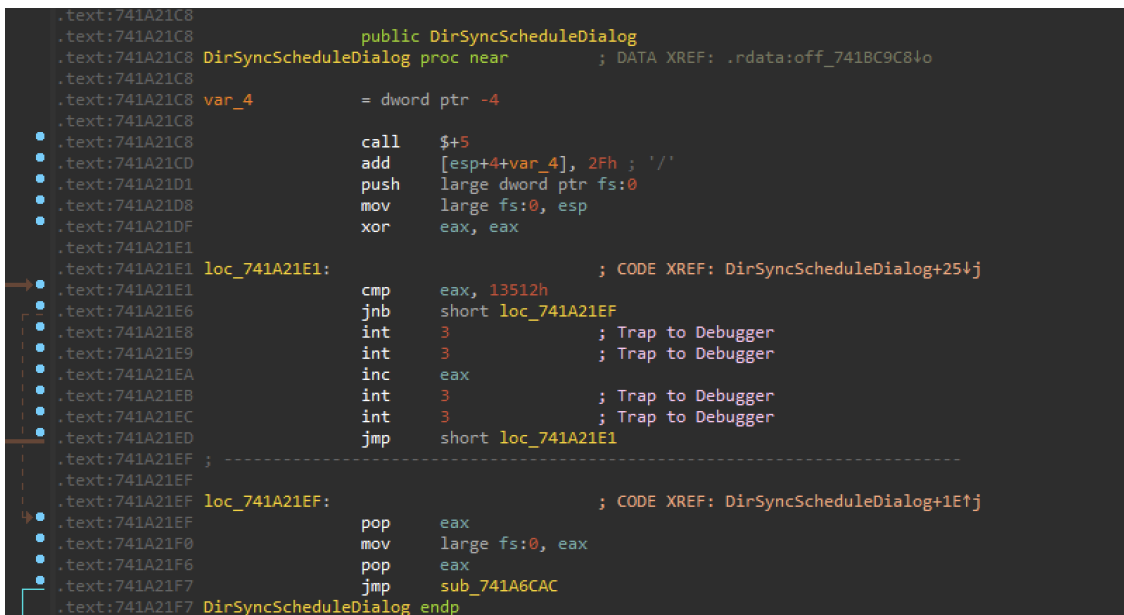 .text:741A21C8
.text:741A21C8 public DirSyncScheduleDialog
.text:741A21C8 DirSyncScheduleDialog proc near ; DATA XREF: .rdata:off_741BC9C8↓o
.text:741A21C8
.text:741A21C8 var_4 = dword ptr -4
.text:741A21C8
.text:741A21C8 call $+5
.text:741A21CD add [esp+4+var_4], 2Fh ; '/'
.text:741A21D1 push large dword ptr fs:0
.text:741A21D8 mov large fs:0, esp
.text:741A21DF xor eax, eax
.text:741A21E1
.text:741A21E1 loc_741A21E1: ; CODE XREF: DirSyncScheduleDialog+25↓j
.text:741A21E1 cmp eax, 13512h
.text:741A21E6 jnb short loc_741A21EF
.text:741A21E8 int 3 ; Trap to Debugger
.text:741A21E9 int 3 ; Trap to Debugger
.text:741A21EA inc eax
.text:741A21EB int 3 ; Trap to Debugger
.text:741A21EC int 3 ; Trap to Debugger
.text:741A21ED jmp short loc_741A21E1
.text:741A21EF ; ---------------------------------------------------------------------------
.text:741A21EF
.text:741A21EF loc_741A21EF: ; CODE XREF: DirSyncScheduleDialog+1E↑j
.text:741A21EF pop eax
.text:741A21F0 mov large fs:0, eax
.text:741A21F6 pop eax
.text:741A21F7 jmp sub_741A6CAC
.text:741A21F7 DirSyncScheduleDialog endp